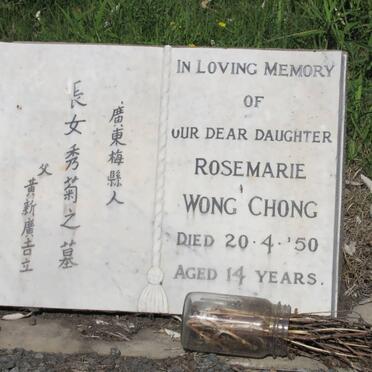 廣東梅縣人
長女秀菊之墓
父 黃新廣吉立
IN LOVING MEMORY
OF
OUR DEAR DAUGHTER
ROSEMARIE
WONG CHONG
DIED 20·4·'50
AGED 14 YEARS.